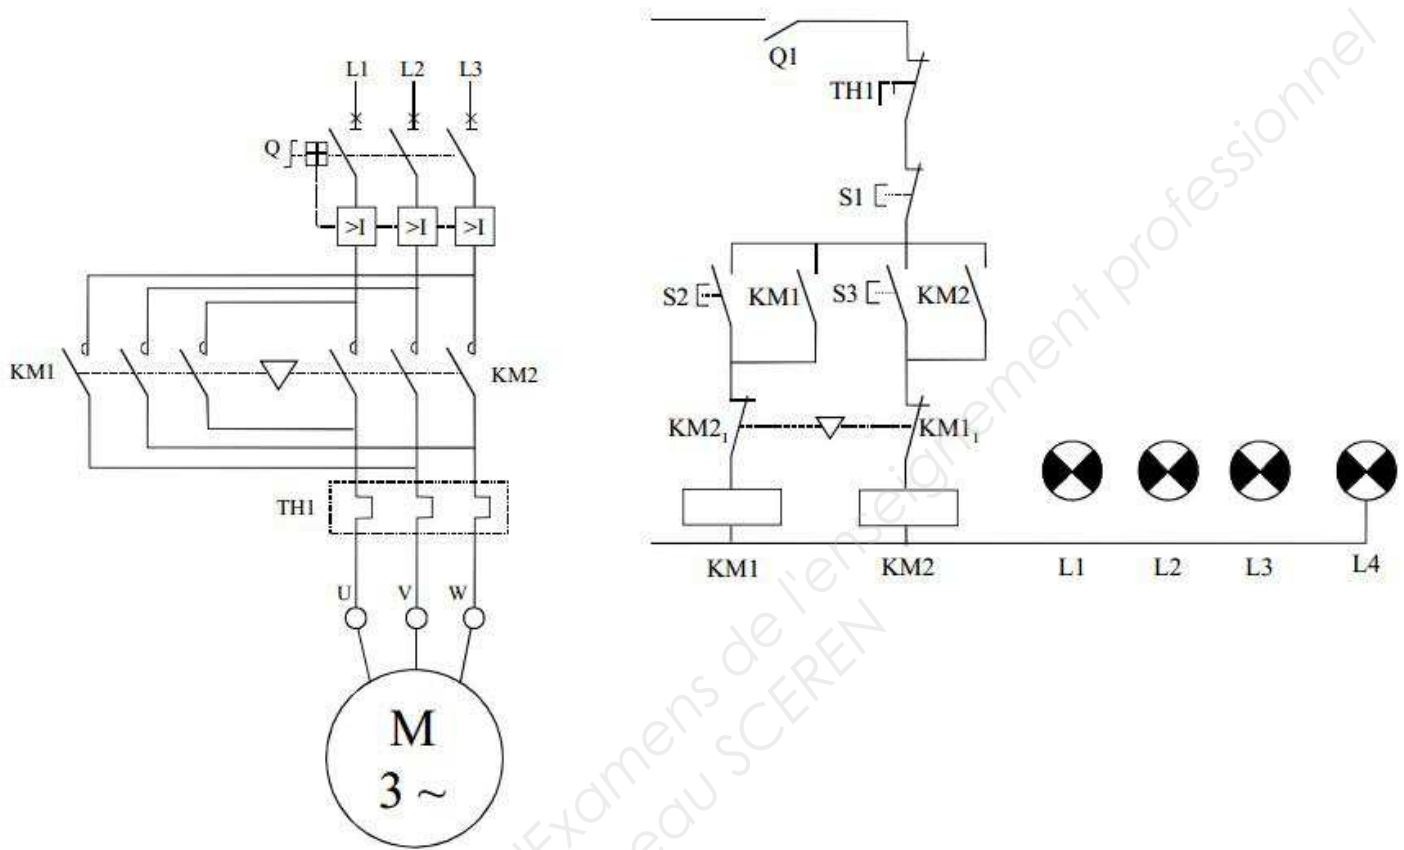 L1 L2 L3
Q
>I >I >I
KM1 KM2
TH1
U V W
M
3 ~
Q1
TH1
S1
S2 KM1 S3 KM2
KM2₁ KM1₁
KM1 KM2 L1 L2 L3 L4
Examens de l'enseignement professionnel
eau SCEREN